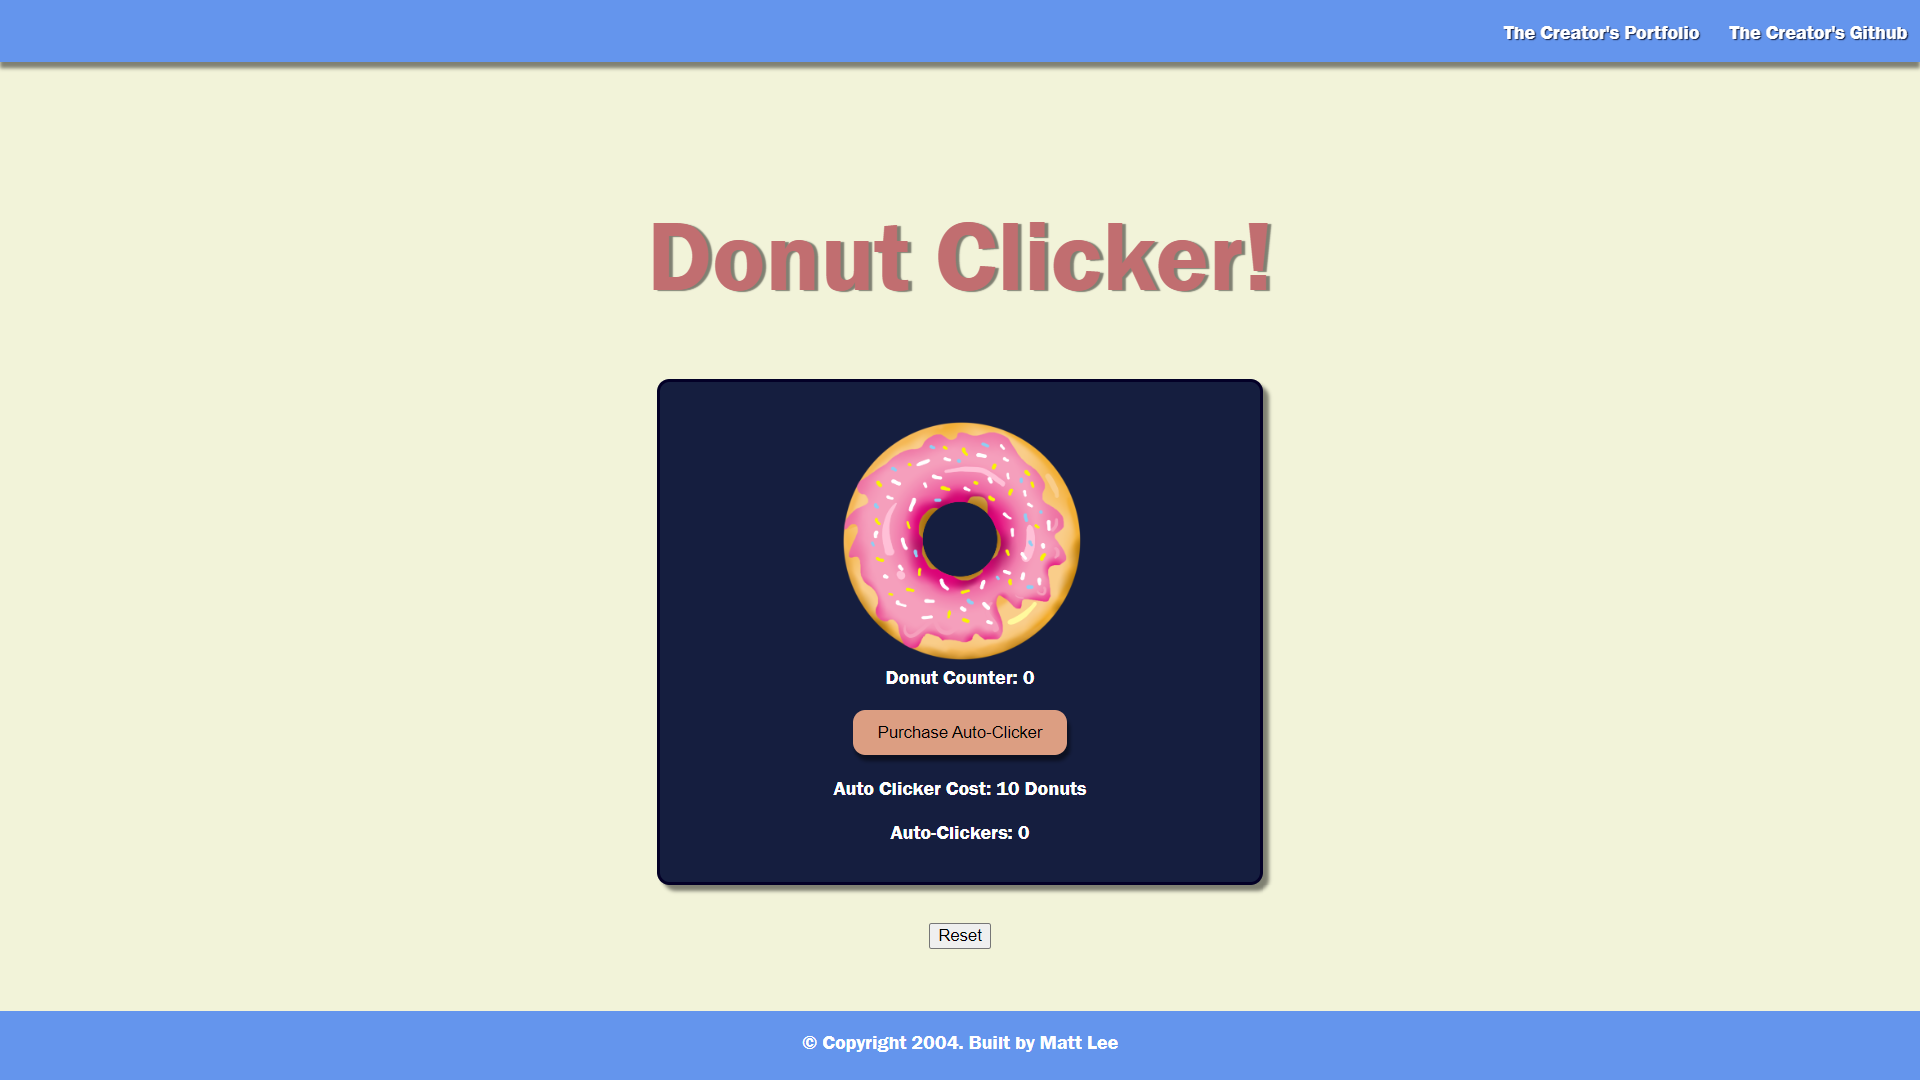 The Creator's Portfolio The Creator's Github
Donut Clicker!
Donut Counter: 0
Purchase Auto-Clicker
Auto Clicker Cost: 10 Donuts
Auto-Clickers: 0
Reset
© Copyright 2004. Built by Matt Lee